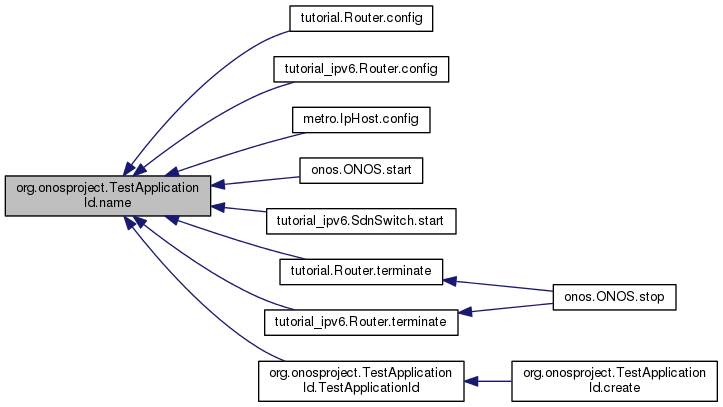 tutorial.Router.config
tutorial_ipv6.Router.config
metro.IpHost.config
onos.ONOS.start
org.onosproject.TestApplication
Id.name
tutorial_ipv6.SdnSwitch.start
tutorial.Router.terminate
onos.ONOS.stop
tutorial_ipv6.Router.terminate
org.onosproject.TestApplication
Id.TestApplicationId
org.onosproject.TestApplication
Id.create